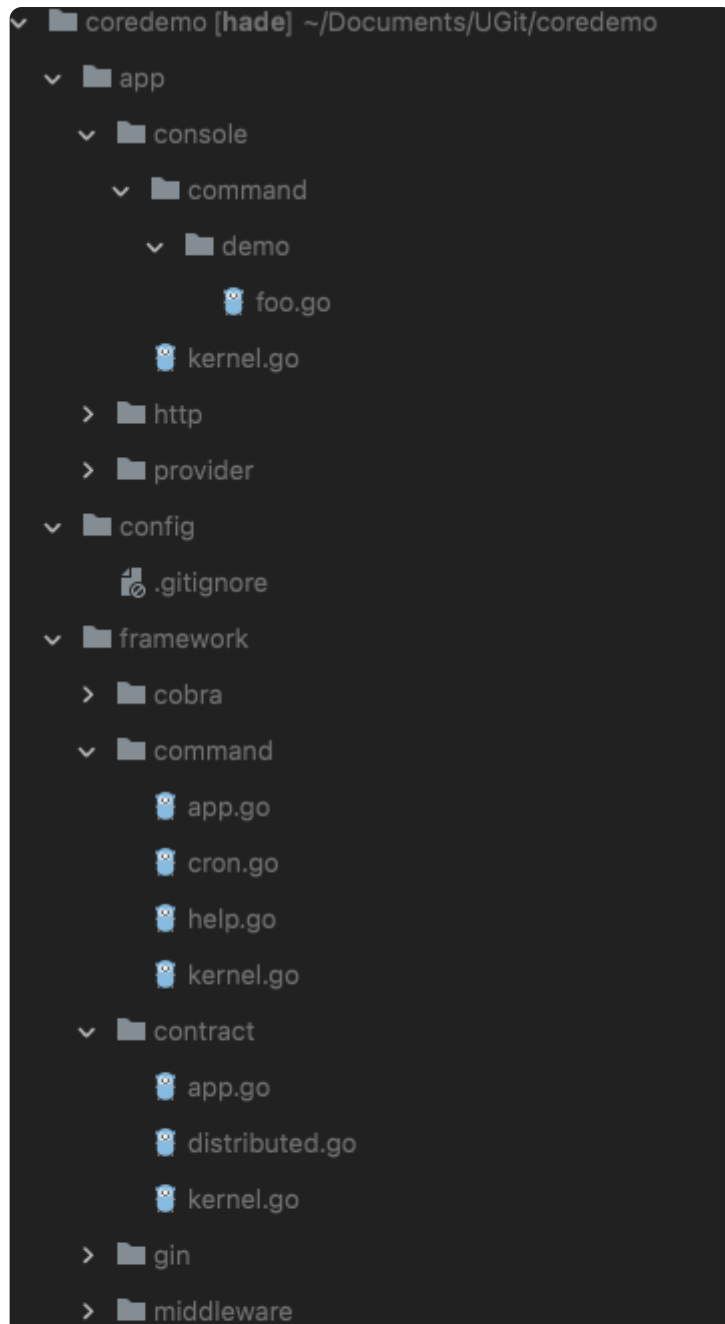 coredemo [hade] ~/Documents/UGit/coredemo
app
console
command
demo
foo.go
kernel.go
http
provider
config
.gitignore
framework
cobra
command
app.go
cron.go
help.go
kernel.go
contract
app.go
distributed.go
kernel.go
gin
middleware